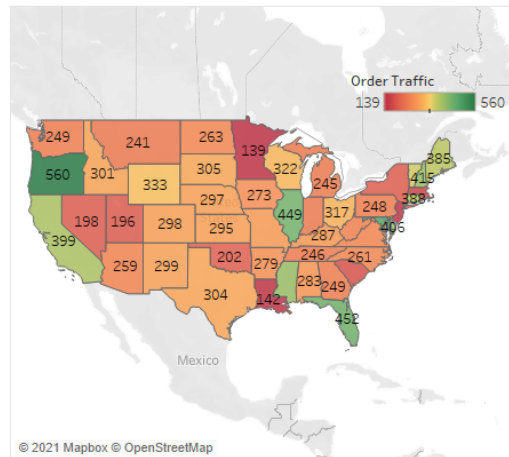 Order Traffic
139 560
249 241 263 139 385
560 301 333 305 322 245 415
198 196 297 273 449 317 248 388
399 298 295 287 406
259 299 202 279 246 261
304 142 283 249
452
Mexico
© 2021 Mapbox © OpenStreetMap